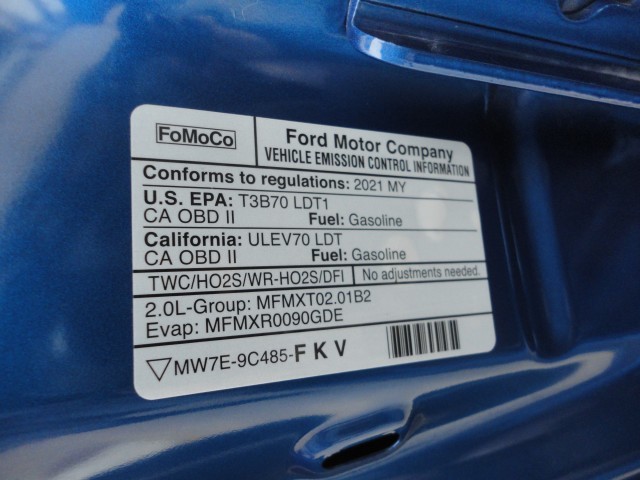 FoMoCo
Ford Motor Company
VEHICLE EMISSION CONTROL INFORMATION
Conforms to regulations: 2021 MY
U.S. EPA: T3B70 LDT1
CA OBD II Fuel: Gasoline
California: ULEV70 LDT
CA OBD II Fuel: Gasoline
TWC/HO2S/WR-HO2S/DFI No adjustments needed.
2.0L-Group: MFMXT02.01B2
Evap: MFMXR0090GDE
MW7E-9C485-F K V